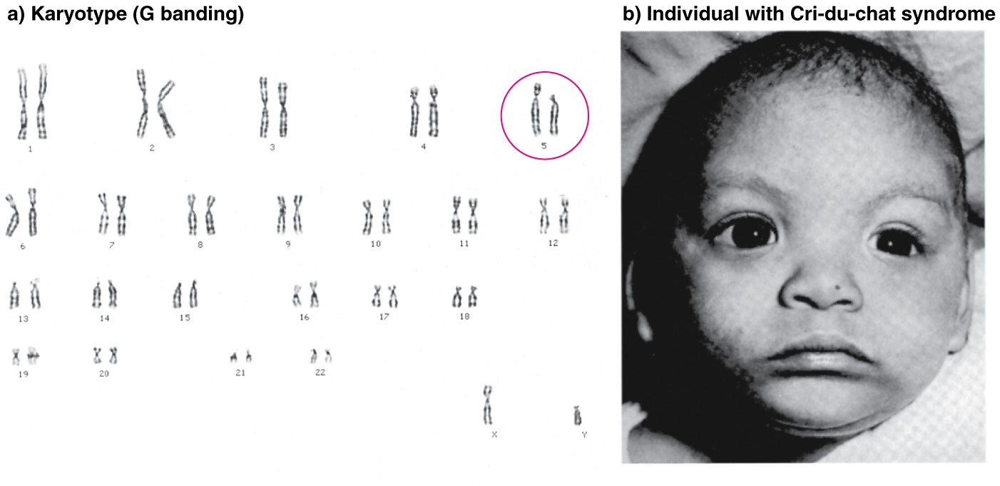 a) Karyotype (G banding)
b) Individual with Cri-du-chat syndrome
1 2 3 4 5
6 7 8 9 10 11 12
13 14 15 16 17 18
19 20 21 22
X Y